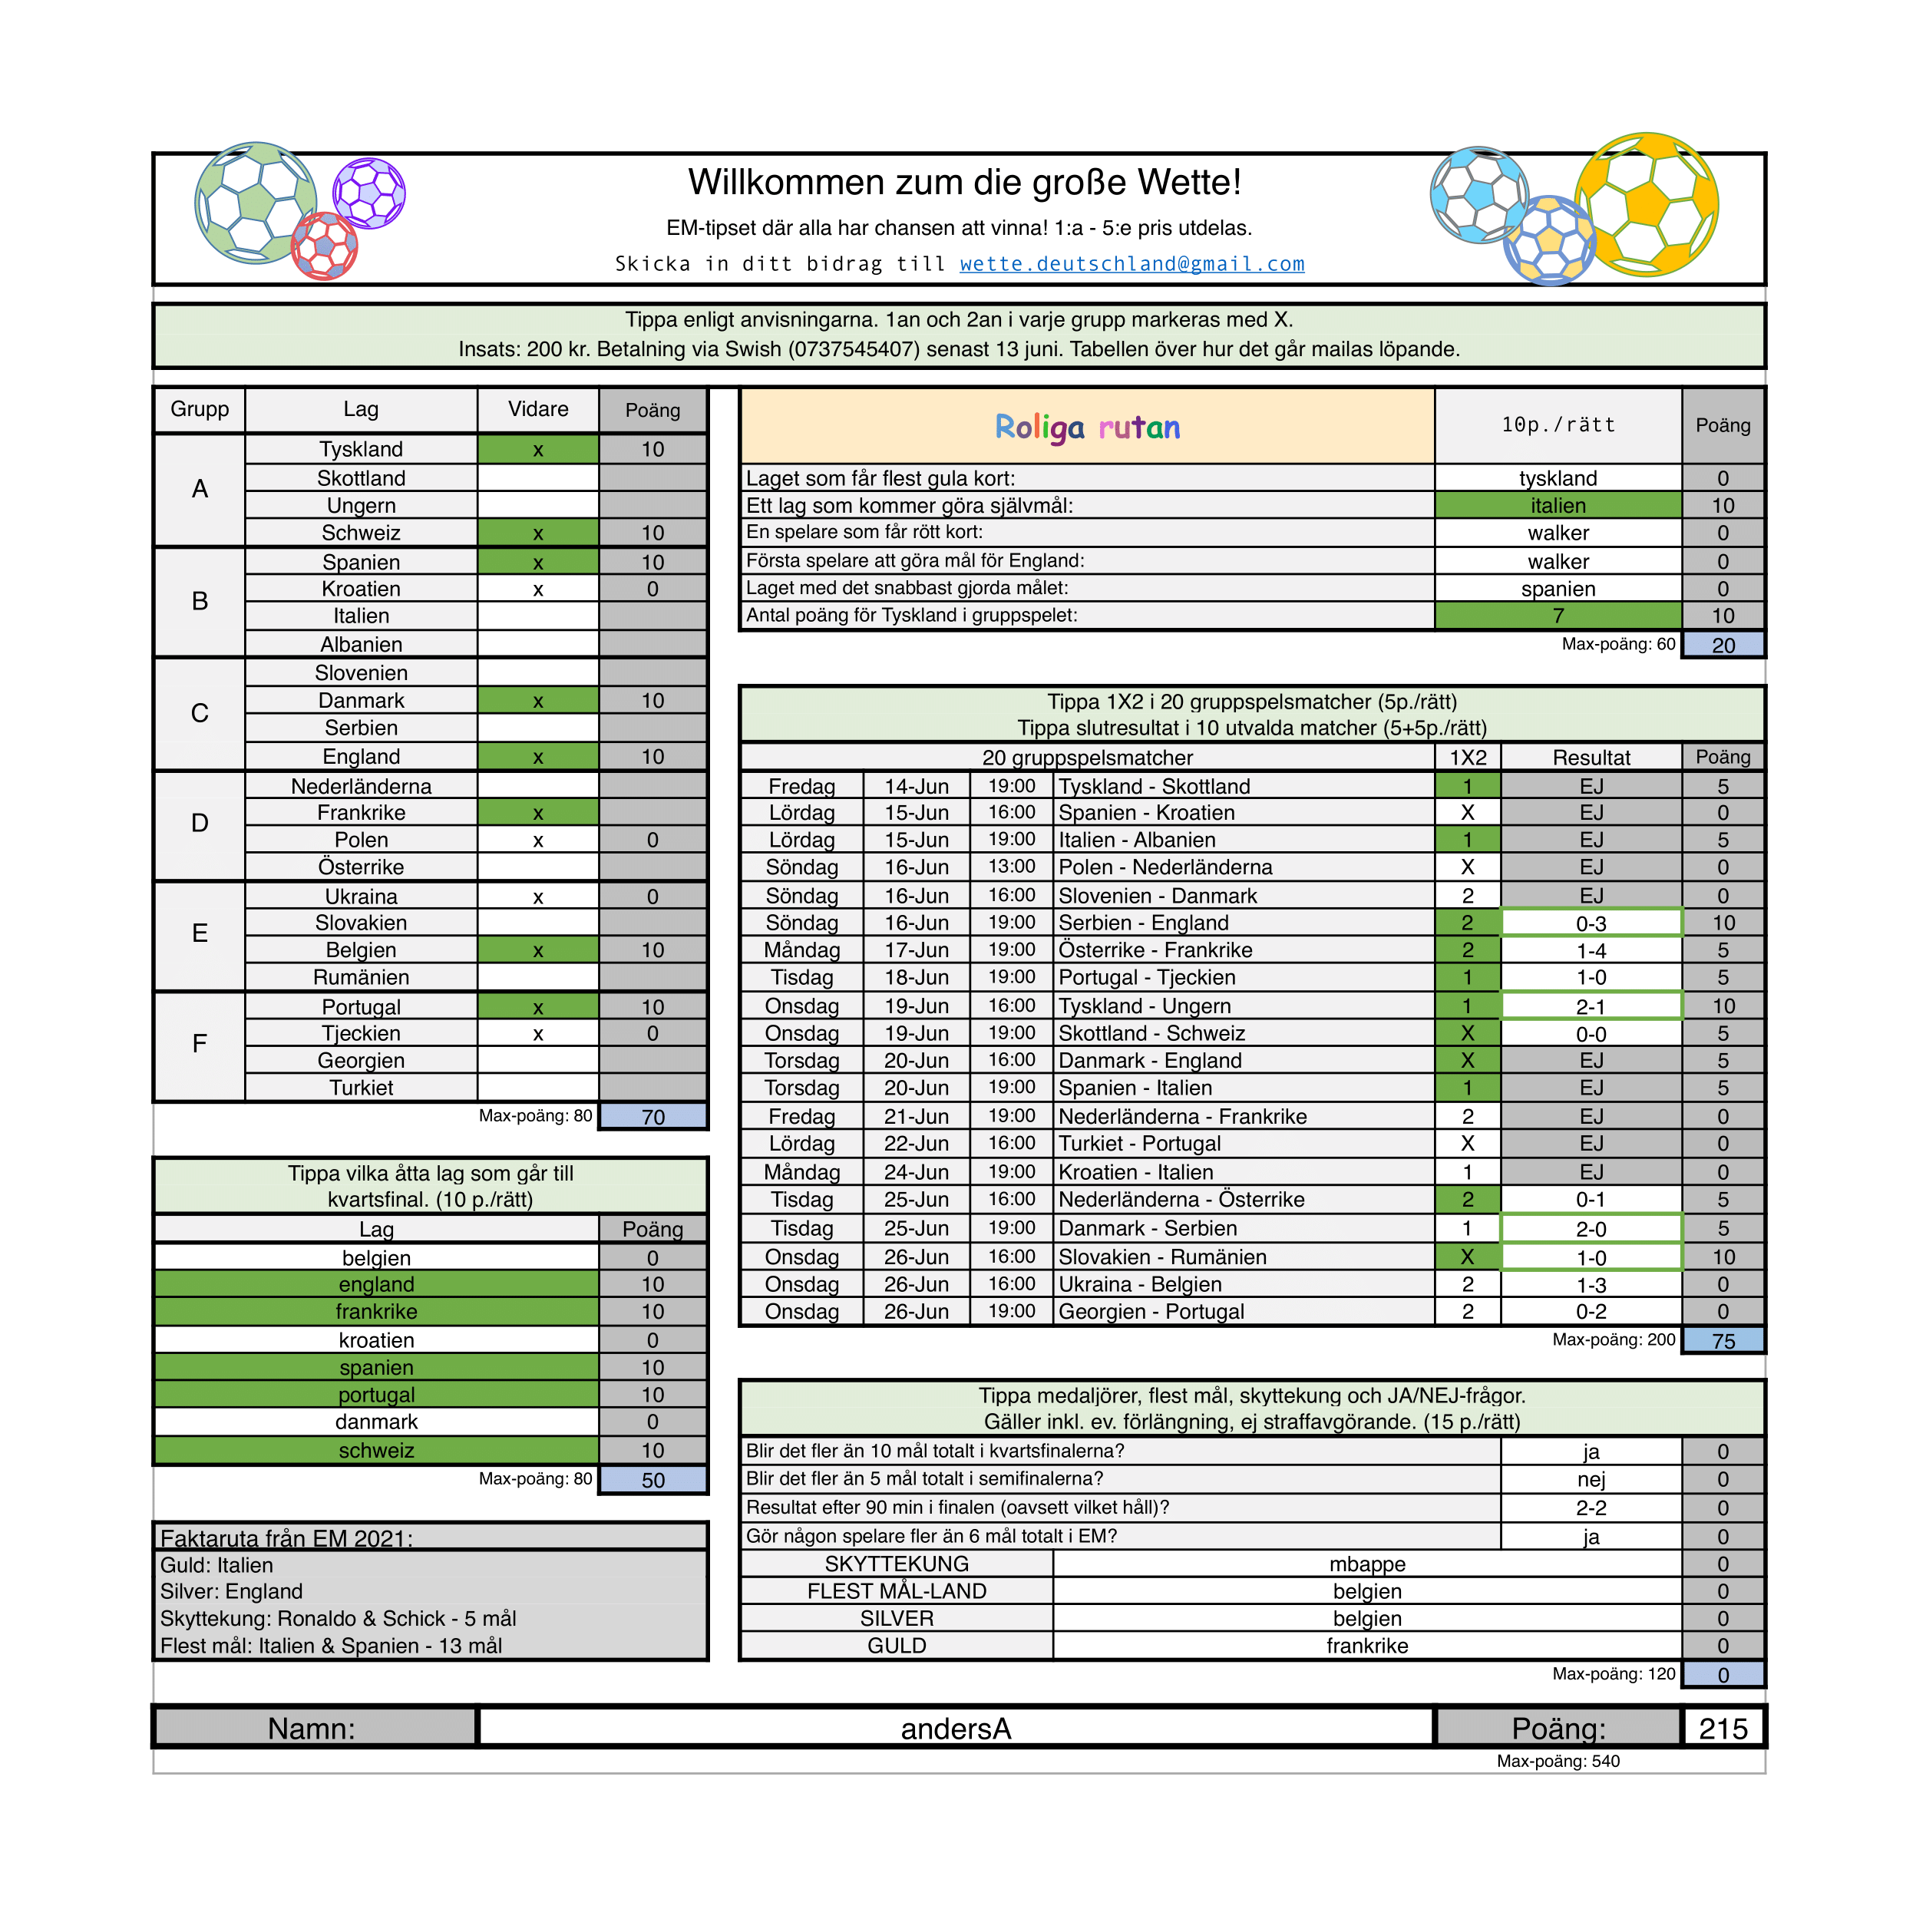 Willkommen zum die große Wette!
EM-tipset där alla har chansen att vinna! 1:a - 5:e pris utdelas.
Skicka in ditt bidrag till wette.deutschland@gmail.com
Tippa enligt anvisningarna. 1an och 2an i varje grupp markeras med X.
Insats: 200 kr. Betalning via Swish (0737545407) senast 13 juni. Tabellen över hur det går mailas löpande.
Grupp Lag Vidare Poäng
A
Tyskland x 10
Skottland
Ungern
Schweiz x 10
B
Spanien x 10
Kroatien x 0
Italien
Albanien
C
Slovenien
Danmark x 10
Serbien
England x 10
D
Nederländerna
Frankrike x
Polen x 0
Österrike
E
Ukraina x 0
Slovakien
Belgien x 10
Rumänien
F
Portugal x 10
Tjeckien x 0
Georgien
Turkiet
Max-poäng: 80 70
Tippa vilka åtta lag som går till
kvartsfinal. (10 p./rätt)
Lag Poäng
belgien 0
england 10
frankrike 10
kroatien 0
spanien 10
portugal 10
danmark 0
schweiz 10
Max-poäng: 80 50
Faktaruta från EM 2021:
Guld: Italien
Silver: England
Skyttekung: Ronaldo & Schick - 5 mål
Flest mål: Italien & Spanien - 13 mål
Roliga rutan 10p./rätt Poäng
Laget som får flest gula kort: tyskland 0
Ett lag som kommer göra självmål: italien 10
En spelare som får rött kort: walker 0
Första spelare att göra mål för England: walker 0
Laget med det snabbast gjorda målet: spanien 0
Antal poäng för Tyskland i gruppspelet: 7 10
Max-poäng: 60 20
Tippa 1X2 i 20 gruppspelsmatcher (5p./rätt)
Tippa slutresultat i 10 utvalda matcher (5+5p./rätt)
20 gruppspelsmatcher 1X2 Resultat Poäng
Fredag 14-Jun 19:00 Tyskland - Skottland 1 EJ 5
Lördag 15-Jun 16:00 Spanien - Kroatien X EJ 0
Lördag 15-Jun 19:00 Italien - Albanien 1 EJ 5
Söndag 16-Jun 13:00 Polen - Nederländerna X EJ 0
Söndag 16-Jun 16:00 Slovenien - Danmark 2 EJ 0
Söndag 16-Jun 19:00 Serbien - England 2 0-3 10
Måndag 17-Jun 19:00 Österrike - Frankrike 2 1-4 5
Tisdag 18-Jun 19:00 Portugal - Tjeckien 1 1-0 5
Onsdag 19-Jun 16:00 Tyskland - Ungern 1 2-1 10
Onsdag 19-Jun 19:00 Skottland - Schweiz X 0-0 5
Torsdag 20-Jun 16:00 Danmark - England X EJ 5
Torsdag 20-Jun 19:00 Spanien - Italien 1 EJ 5
Fredag 21-Jun 19:00 Nederländerna - Frankrike 2 EJ 0
Lördag 22-Jun 16:00 Turkiet - Portugal X EJ 0
Måndag 24-Jun 19:00 Kroatien - Italien 1 EJ 0
Tisdag 25-Jun 16:00 Nederländerna - Österrike 2 0-1 5
Tisdag 25-Jun 19:00 Danmark - Serbien 1 2-0 5
Onsdag 26-Jun 16:00 Slovakien - Rumänien X 1-0 10
Onsdag 26-Jun 16:00 Ukraina - Belgien 2 1-3 0
Onsdag 26-Jun 19:00 Georgien - Portugal 2 0-2 0
Max-poäng: 200 75
Tippa medaljörer, flest mål, skyttekung och JA/NEJ-frågor.
Gäller inkl. ev. förlängning, ej straffavgörande. (15 p./rätt)
Blir det fler än 10 mål totalt i kvartsfinalerna? ja 0
Blir det fler än 5 mål totalt i semifinalerna? nej 0
Resultat efter 90 min i finalen (oavsett vilket håll)? 2-2 0
Gör någon spelare fler än 6 mål totalt i EM? ja 0
SKYTTEKUNG mbappe 0
FLEST MÅL-LAND belgien 0
SILVER belgien 0
GULD frankrike 0
Max-poäng: 120 0
Namn: andersA Poäng: 215
Max-poäng: 540